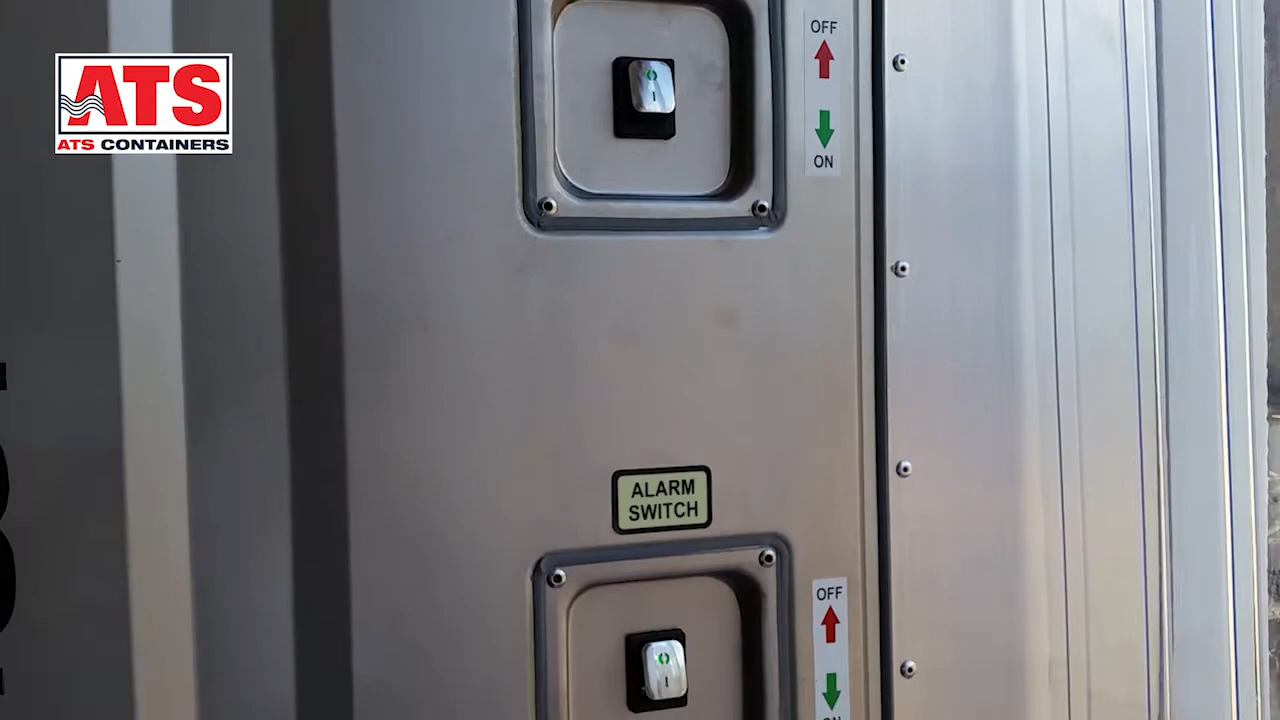 ATS
ATS CONTAINERS
OFF
ON
ALARM
SWITCH
OFF